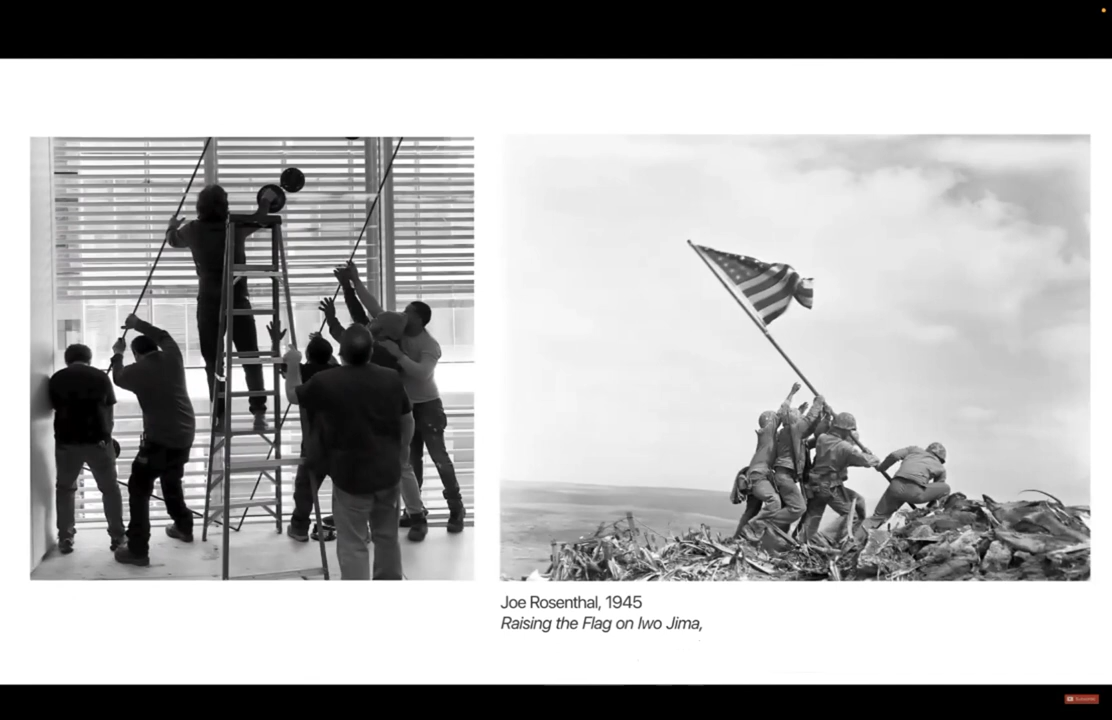 Joe Rosenthal, 1945
Raising the Flag on Iwo Jima,